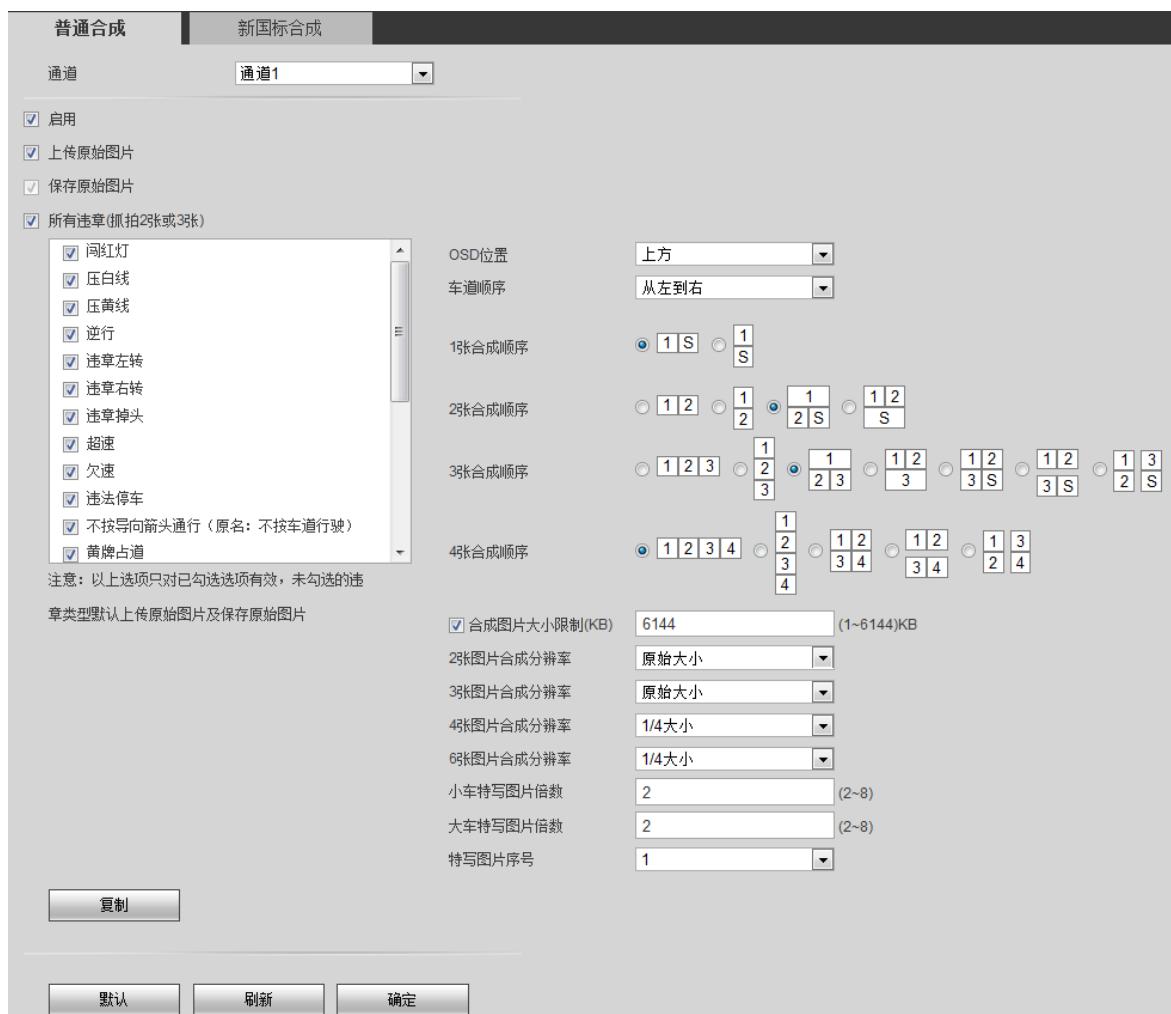 普通合成 新国标合成
通道 通道1
启用
上传原始图片
保存原始图片
所有违章(抓拍2张或3张)
闯红灯
压白线
压黄线
逆行
违章左转
违章右转
违章掉头
超速
欠速
违法停车
不按导向箭头通行（原名：不按车道行驶）
黄牌占道
注意：以上选项只对已勾选选项有效，未勾选的违
章类型默认上传原始图片及保存原始图片
OSD位置 上方
车道顺序 从左到右
1张合成顺序 1 S 1 S
2张合成顺序 1 2 1 2 1 2 S 1 2 S
3张合成顺序 1 2 3 1 2 3 1 2 3 1 2 3 1 2 3 S 1 2 3 S 1 3 2 S
4张合成顺序 1 2 3 4 1 2 3 4 1 2 3 4 1 2 3 4 1 3 2 4
合成图片大小限制(KB) 6144 (1~6144)KB
2张图片合成分辨率 原始大小
3张图片合成分辨率 原始大小
4张图片合成分辨率 1/4大小
6张图片合成分辨率 1/4大小
小车特写图片倍数 2 (2~8)
大车特写图片倍数 2 (2~8)
特写图片序号 1
复制
默认 刷新 确定